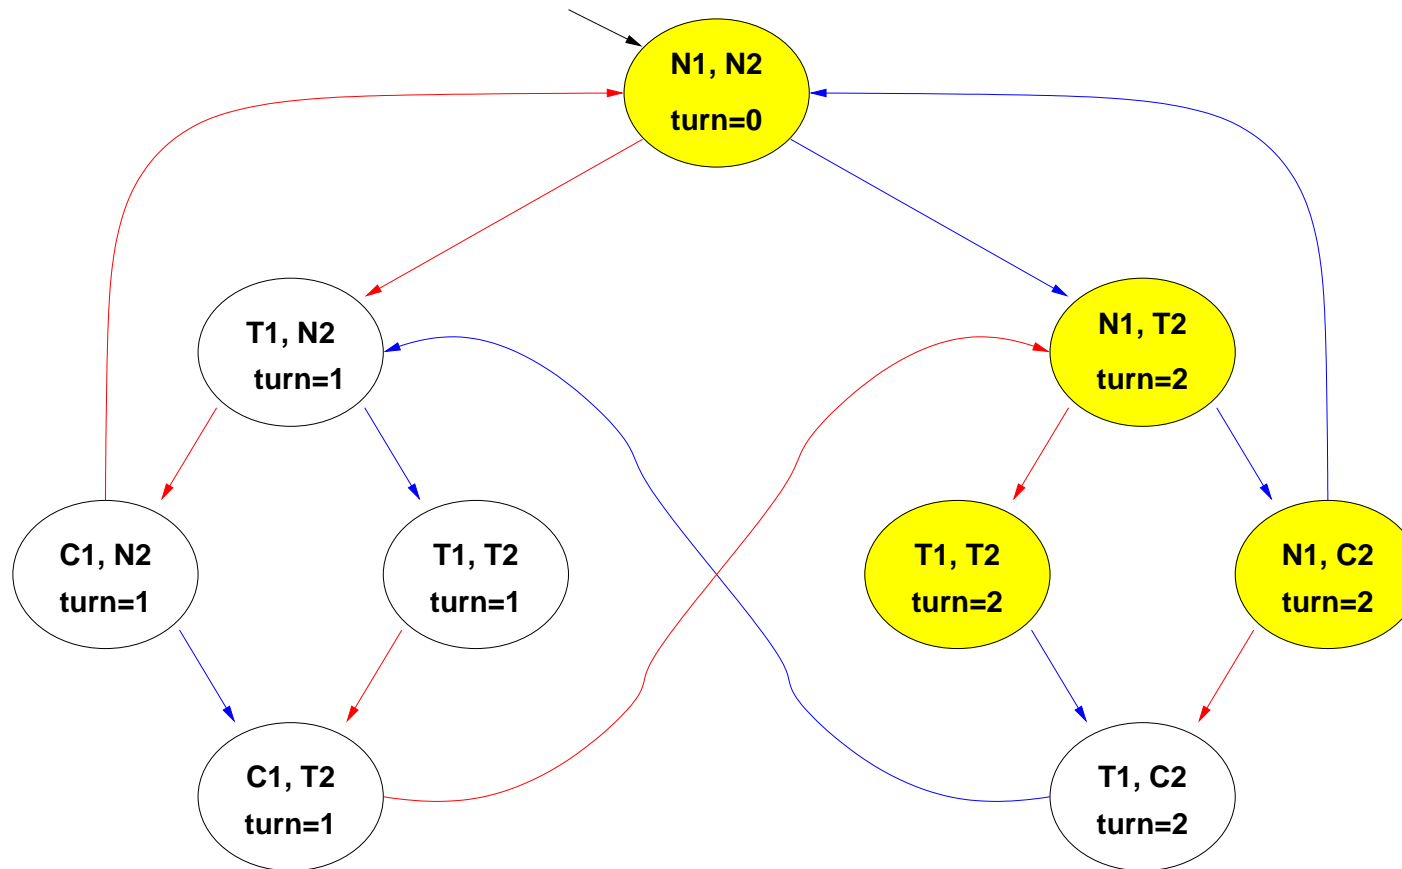 N1, N2
turn=0
T1, N2
turn=1
N1, T2
turn=2
C1, N2
turn=1
T1, T2
turn=1
T1, T2
turn=2
N1, C2
turn=2
C1, T2
turn=1
T1, C2
turn=2